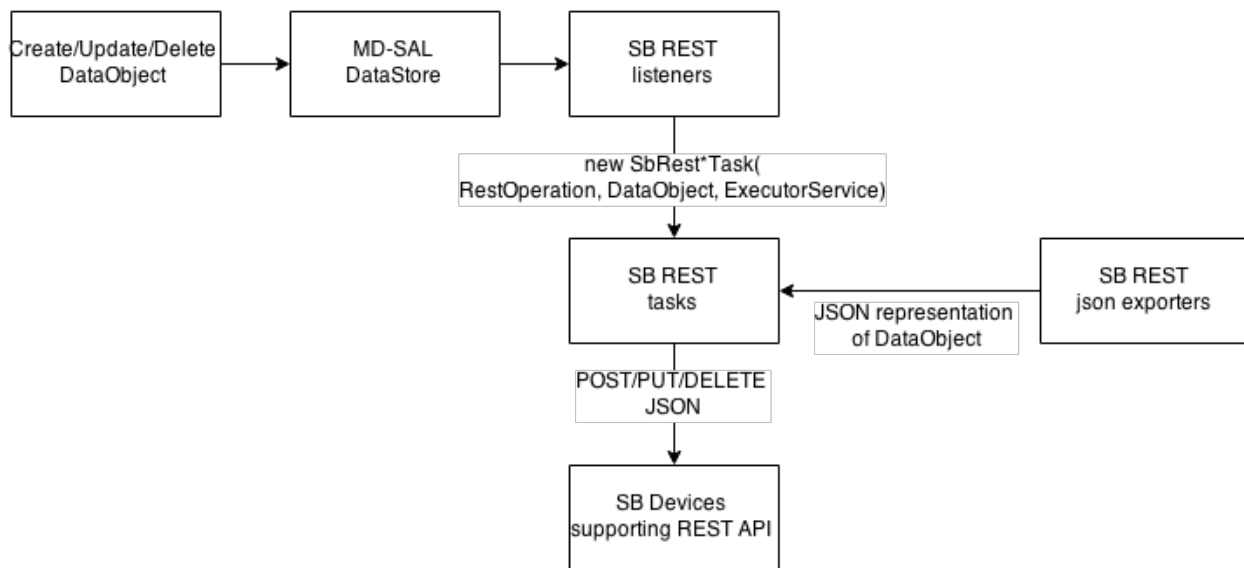 Create/Update/Delete
DataObject
MD-SAL
DataStore
SB REST
listeners
new SbRest*Task(
RestOperation, DataObject, ExecutorService)
SB REST
tasks
SB REST
json exporters
JSON representation
of DataObject
POST/PUT/DELETE
JSON
SB Devices
supporting REST API